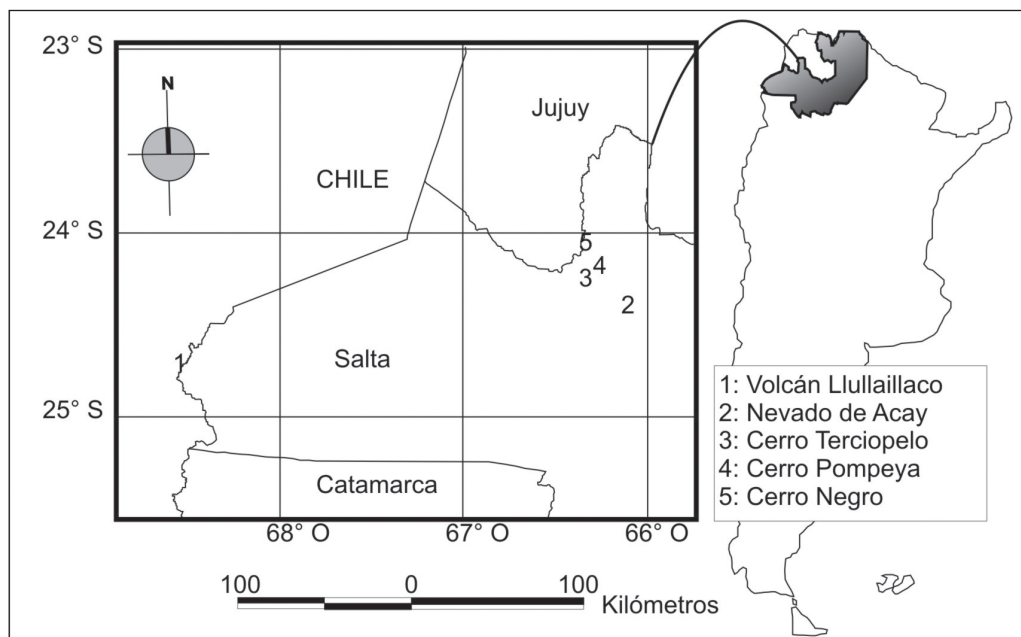 23° S
N
Jujuy
CHILE
24° S
5
4
3
2
1
Salta
25° S
Catamarca
68° O
67° O
66° O
1: Volcán Llullaillaco
2: Nevado de Acay
3: Cerro Terciopelo
4: Cerro Pompeya
5: Cerro Negro
100
0
100
Kilómetros